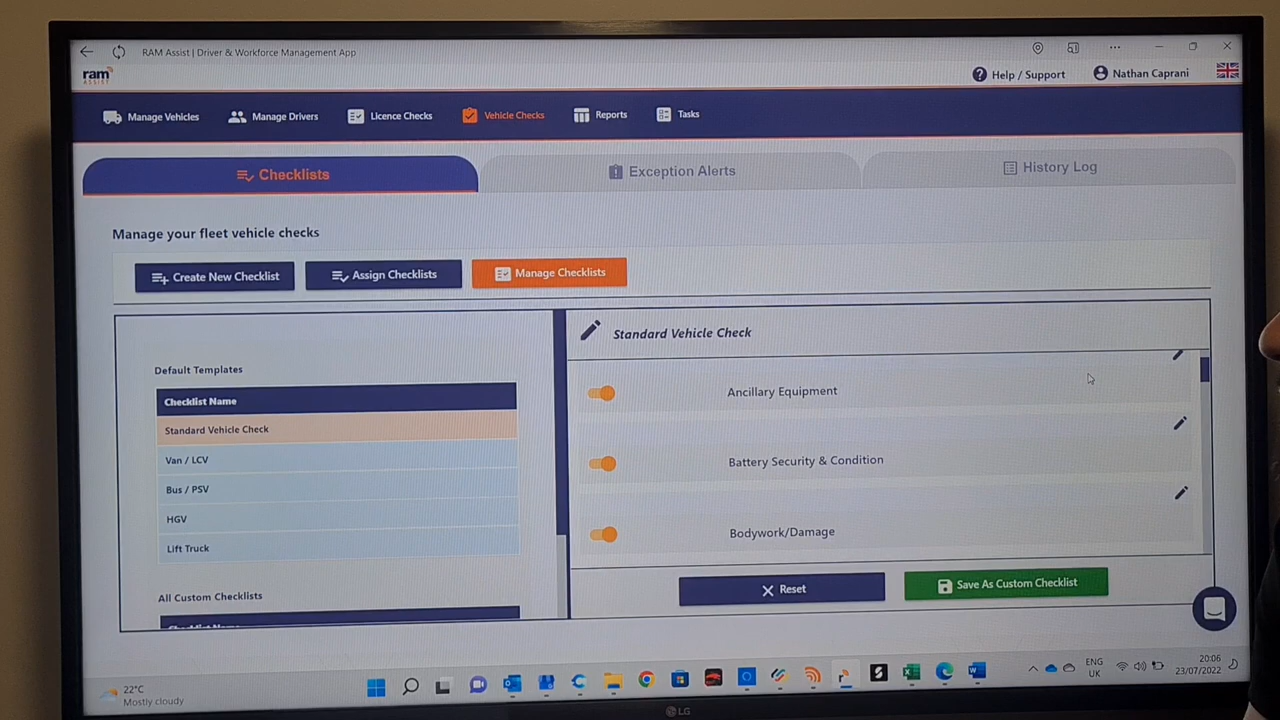 RAM Assist | Driver & Workforce Management App
ram
ASSIST
Help / Support
Nathan Caprani
Manage Vehicles
Manage Drivers
Licence Checks
Vehicle Checks
Reports
Tasks
Checklists
Exception Alerts
History Log
Manage your fleet vehicle checks
Create New Checklist
Assign Checklists
Manage Checklists
Default Templates
Checklist Name
Standard Vehicle Check
Van / LCV
Bus / PSV
HGV
Lift Truck
All Custom Checklists
Checklist Name
Standard Vehicle Check
Ancillary Equipment
Battery Security & Condition
Bodywork/Damage
Reset
Save As Custom Checklist
22°C
Mostly cloudy
ENG
UK
20:06
23/07/2022
LG